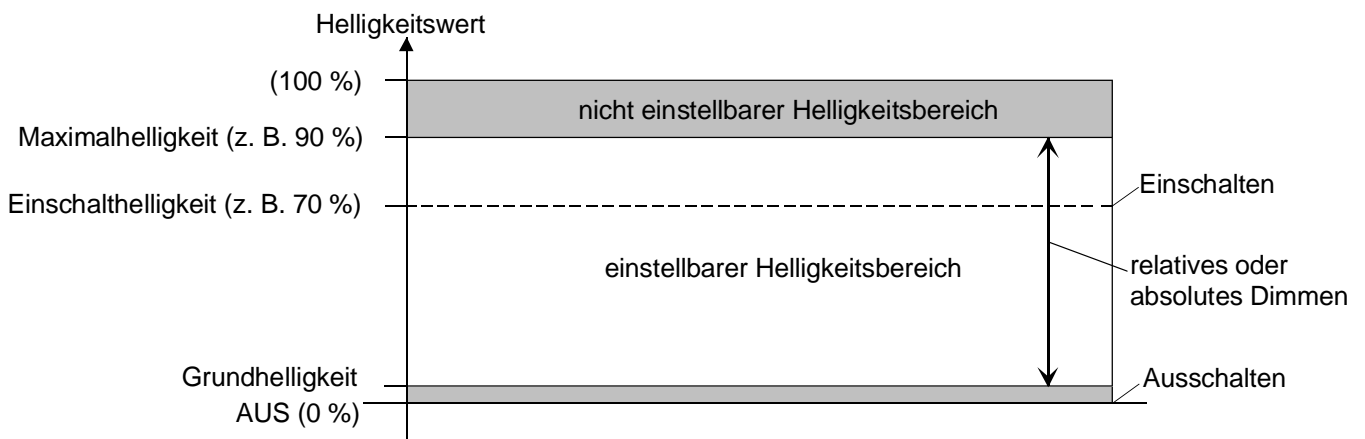 Helligkeitswert
(100 %)
nicht einstellbarer Helligkeitsbereich
Maximalhelligkeit (z. B. 90 %)
Einschalten
Einschalthelligkeit (z. B. 70 %)
einstellbarer Helligkeitsbereich
relatives oder
absolutes Dimmen
Grundhelligkeit
Ausschalten
AUS (0 %)